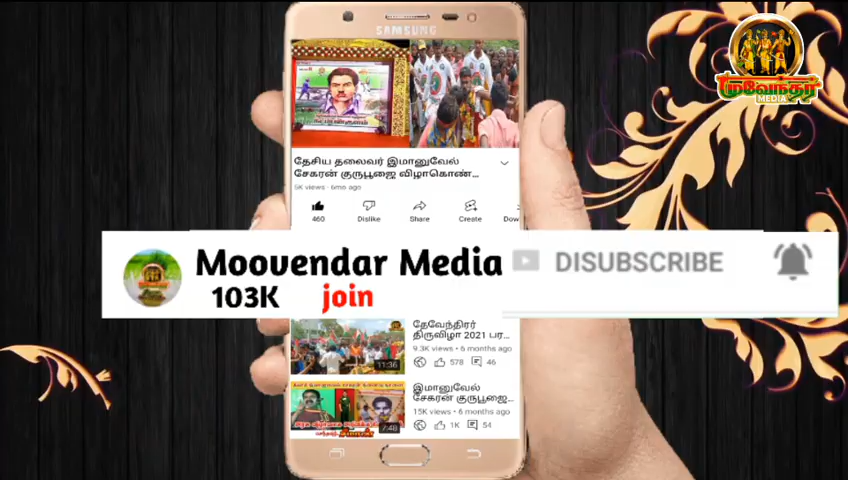 SAMSUNG
மூவேந்தர்
MEDIA
தேசிய தலைவர் இமானுவேல்
சேகரன் குருபூஜை விழாகொண்...
5K views · 6mo ago
460
Dislike
Share
Create
Dow
Moovendar Media
103K
join
DISUBSCRIBE
தேவேந்திரர்
திருவிழா 2021 பர...
9.3K views • 6 months ago
578
46
11:36
இமானுவேல்
சேகரன் குருபூஜை...
15K views • 6 months ago
1K
54
7:48